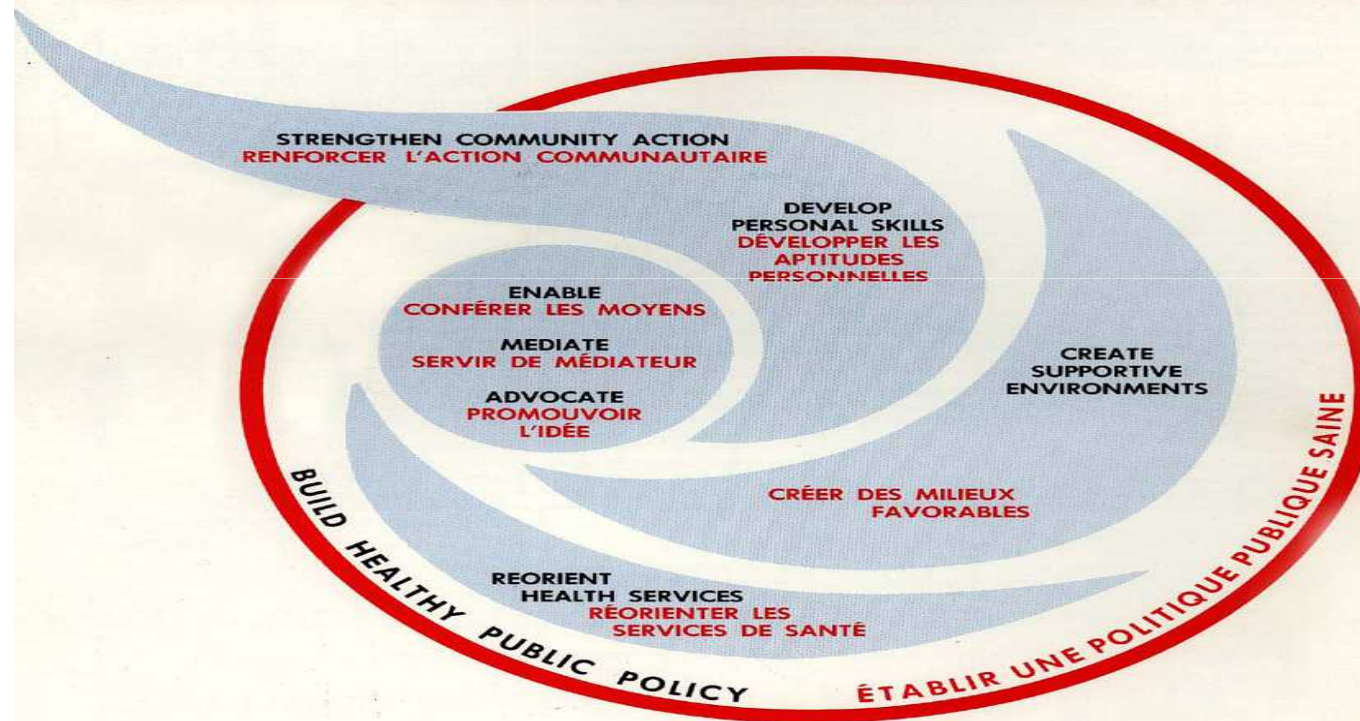 STRENGTHEN COMMUNITY ACTION
RENFORCER L'ACTION COMMUNAUTAIRE
DEVELOP
PERSONAL SKILLS
DÉVELOPPER LES
APTITUDES
PERSONNELLES
ENABLE
CONFÉRER LES MOYENS
MEDIATE
SERVIR DE MÉDIATEUR
ADVOCATE
PROMOUVOIR
L'IDÉE
CREATE
SUPPORTIVE
ENVIRONMENTS
CRÉER DES MILIEUX
FAVORABLES
REORIENT
HEALTH SERVICES
RÉORIENTER LES
SERVICES DE SANTÉ
BUILD HEALTHY PUBLIC POLICY
ÉTABLIR UNE POLITIQUE PUBLIQUE SAINE